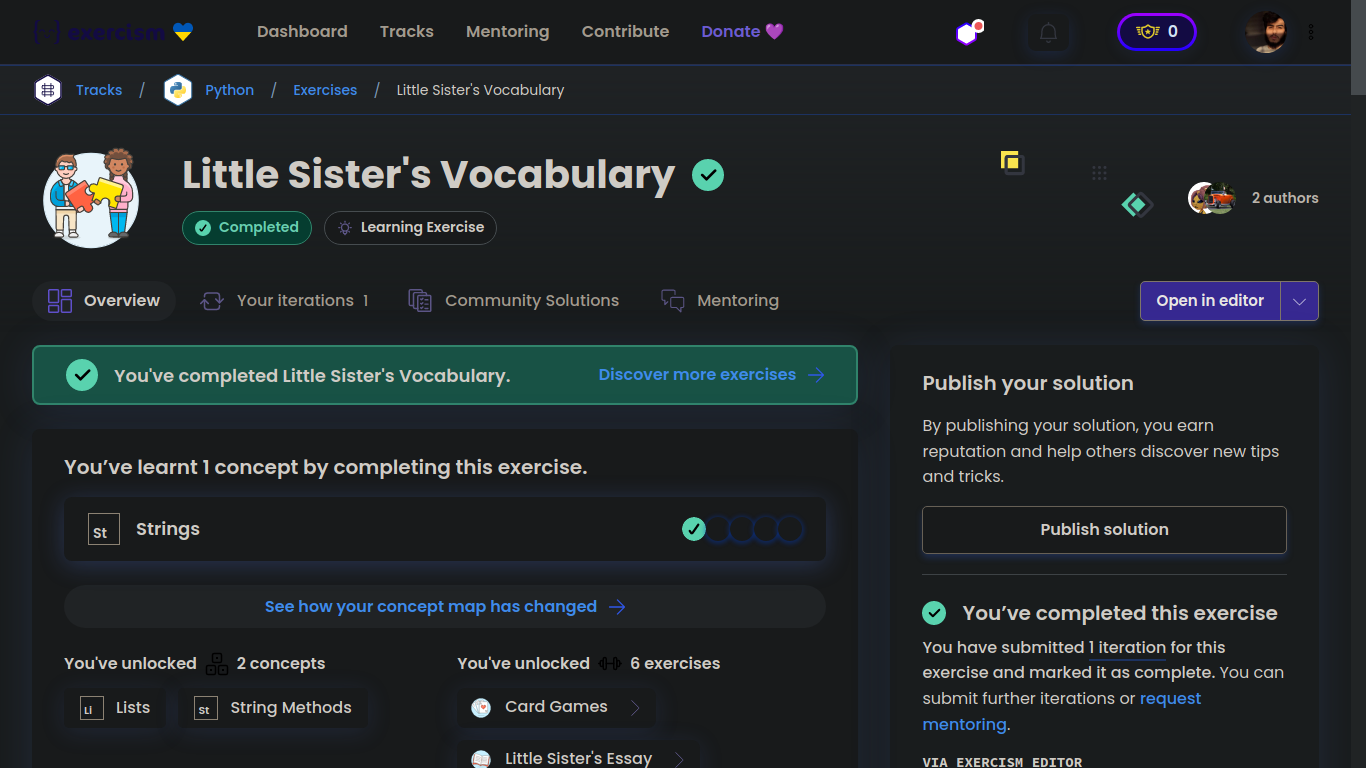 exercism
Dashboard
Tracks
Mentoring
Contribute
Donate 💜
0
Tracks / Python / Exercises / Little Sister's Vocabulary
Little Sister's Vocabulary
Completed
Learning Exercise
2 authors
Overview
Your iterations 1
Community Solutions
Mentoring
Open in editor
You've completed Little Sister's Vocabulary.
Discover more exercises
You've learnt 1 concept by completing this exercise.
St
Strings
See how your concept map has changed
You've unlocked 2 concepts
Li
Lists
St
String Methods
You've unlocked 6 exercises
Card Games
Little Sister's Essay
Publish your solution
By publishing your solution, you earn
reputation and help others discover new tips
and tricks.
Publish solution
You've completed this exercise
You have submitted 1 iteration for this
exercise and marked it as complete. You can
submit further iterations or request
mentoring.
VIA EXERCISM EDITOR